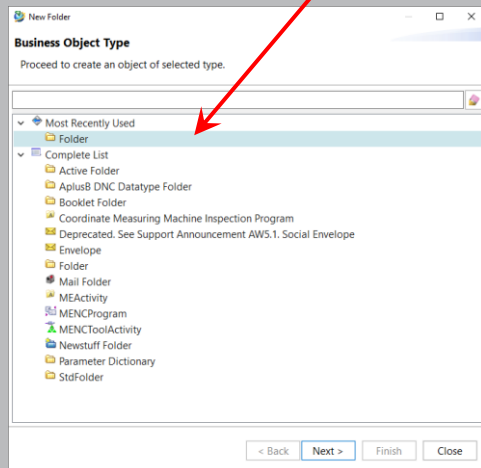 New Folder
Business Object Type
Proceed to create an object of selected type.
Most Recently Used
Folder
Complete List
Active Folder
AplusB DNC Datatype Folder
Booklet Folder
Coordinate Measuring Machine Inspection Program
Deprecated. See Support Announcement AW5.1. Social Envelope
Envelope
Folder
Mail Folder
MEActivity
MENCProgram
MENCToolActivity
Newstuff Folder
Parameter Dictionary
StdFolder
< Back Next > Finish Close